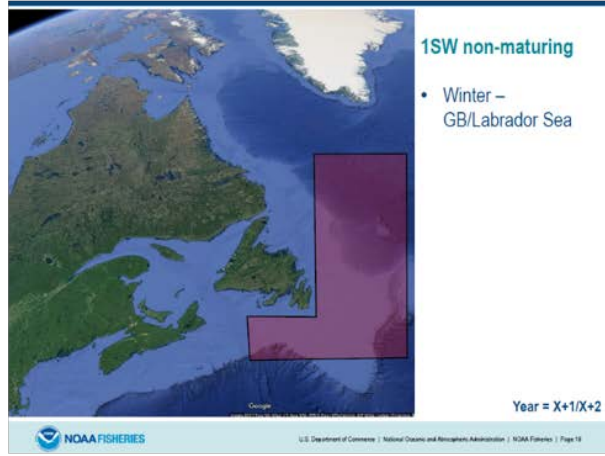 1SW non-maturing
• Winter –
GB/Labrador Sea
Google
Year = X+1/X+2
NOAA FISHERIES
U.S. Department of Commerce | National Oceanic and Atmospheric Administration | NOAA Fisheries | Page 18